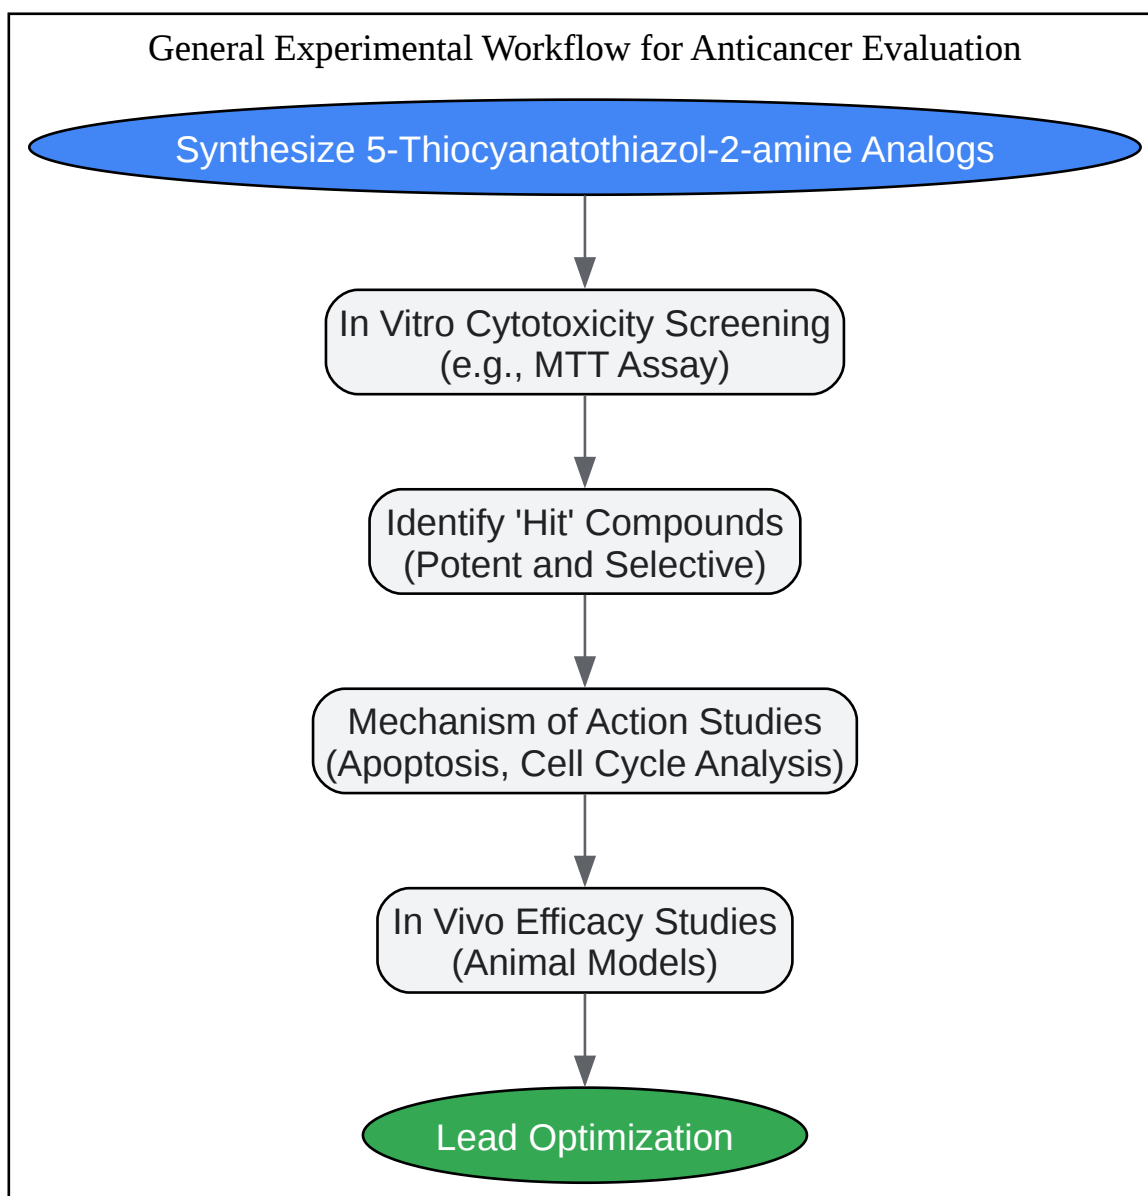 General Experimental Workflow for Anticancer Evaluation
Synthesize 5-Thiocyanatothiazol-2-amine Analogs
In Vitro Cytotoxicity Screening
(e.g., MTT Assay)
Identify 'Hit' Compounds
(Potent and Selective)
Mechanism of Action Studies
(Apoptosis, Cell Cycle Analysis)
In Vivo Efficacy Studies
(Animal Models)
Lead Optimization